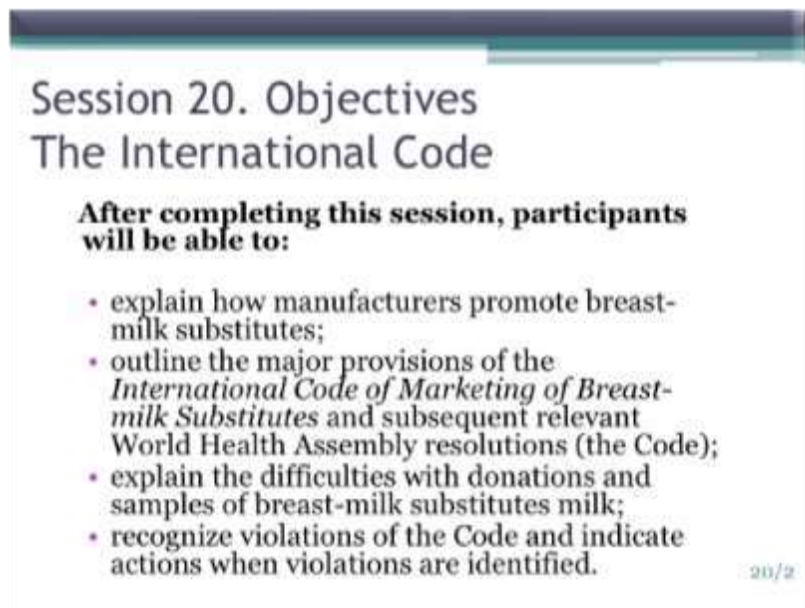 Session 20. Objectives
The International Code
After completing this session, participants
will be able to:
• explain how manufacturers promote breast-
milk substitutes;
• outline the major provisions of the
International Code of Marketing of Breast-
milk Substitutes and subsequent relevant
World Health Assembly resolutions (the Code);
• explain the difficulties with donations and
samples of breast-milk substitutes milk;
• recognize violations of the Code and indicate
actions when violations are identified.
20/2